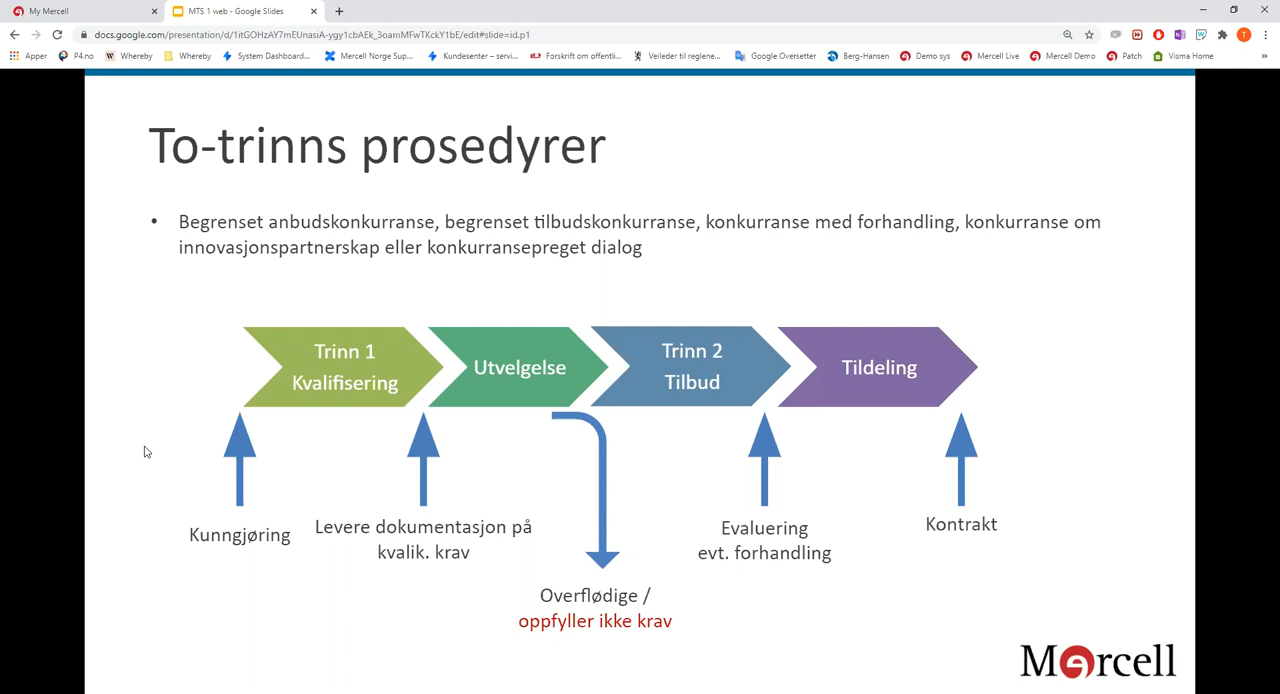 My Mercell
MTS 1 web - Google Slides
docs.google.com/presentation/d/1itGOHzAY7mEUnasiA-ygy1cbAEk_3oamMFwTKckY1bE/edit#slide=id.p1
T
Apper
P4.no
Whereby
Whereby
System Dashboard...
Mercell Norge Sup...
Kundesenter – servi...
Forskrift om offentli...
Veileder til reglene...
Google Oversetter
Berg-Hansen
Demo sys
Mercell Live
Mercell Demo
Patch
Visma Home
To-trinns prosedyrer
• Begrenset anbudskonkurranse, begrenset tilbudskonkurranse, konkurranse med forhandling, konkurranse om
innovasjonspartnerskap eller konkurransepreget dialog
Trinn 1
Kvalifisering
Utvelgelse
Trinn 2
Tilbud
Tildeling
Kunngjøring
Levere dokumentasjon på
kvalik. krav
Overflødige /
oppfyller ikke krav
Evaluering
evt. forhandling
Kontrakt
Mercell